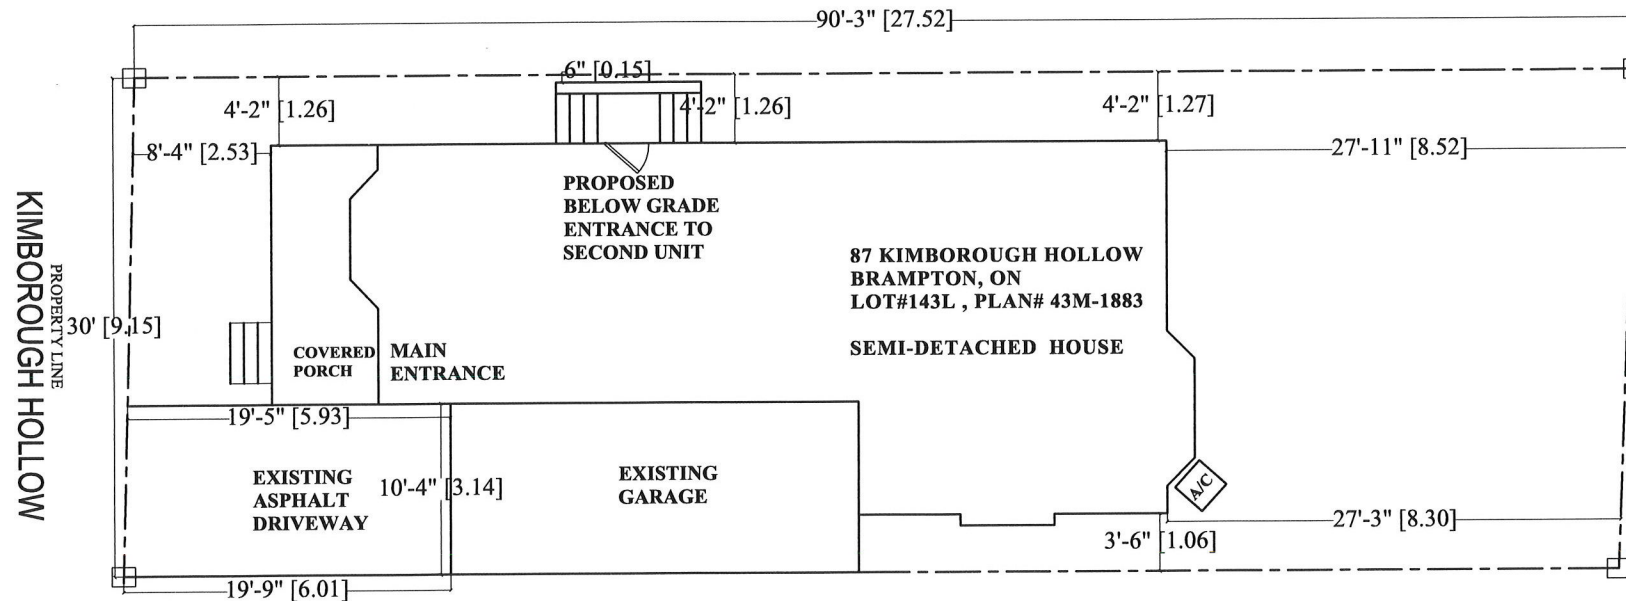 90'-3" [27.52]
6" [0.15]
4'-2" [1.26]
4'-2" [1.26]
4'-2" [1.27]
8'-4" [2.53]
27'-11" [8.52]
PROPOSED
BELOW GRADE
ENTRANCE TO
SECOND UNIT
87 KIMBOROUGH HOLLOW
BRAMPTON, ON
LOT#143L , PLAN# 43M-1883
SEMI-DETACHED HOUSE
KIMBOROUGH HOLLOW
PROPERTY LINE
30' [9.15]
COVERED
PORCH
MAIN
ENTRANCE
19'-5" [5.93]
EXISTING
ASPHALT
DRIVEWAY
10'-4" [3.14]
EXISTING
GARAGE
A/C
27'-3" [8.30]
3'-6" [1.06]
19'-9" [6.01]